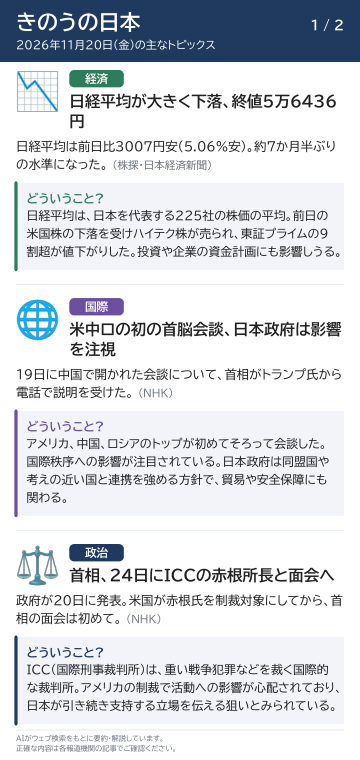 きのうの日本
1 / 2
2026年11月20日(金)の主なトピックス
経済
日経平均が大きく下落、終値5万6436
円
日経平均は前日比3007円安(5.06%安)。約7か月半ぶり
の水準になった。(株探・日本経済新聞)
どういうこと?
日経平均は、日本を代表する225社の株価の平均。前日の
米国株の下落を受けハイテク株が売られ、東証プライムの9
割超が値下がりした。投資や企業の資金計画にも影響しうる。
国際
米中ロの初の首脳会談、日本政府は影響
を注視
19日に中国で開かれた会談について、首相がトランプ氏から
電話で説明を受けた。(NHK)
どういうこと?
アメリカ、中国、ロシアのトップが初めてそろって会談した。
国際秩序への影響が注目されている。日本政府は同盟国や
考えの近い国と連携を強める方針で、貿易や安全保障にも
関わる。
政治
首相、24日にICCの赤根所長と面会へ
政府が20日に発表。米国が赤根氏を制裁対象にしてから、首
相の面会は初めて。(NHK)
どういうこと?
ICC(国際刑事裁判所)は、重い戦争犯罪などを裁く国際的
な裁判所。アメリカの制裁で活動への影響が心配されており、
日本が引き続き支持する立場を伝える狙いとみられている。
AIがウェブ検索をもとに要約・解説しています。
正確な内容は各報道機関の記事でご確認ください。